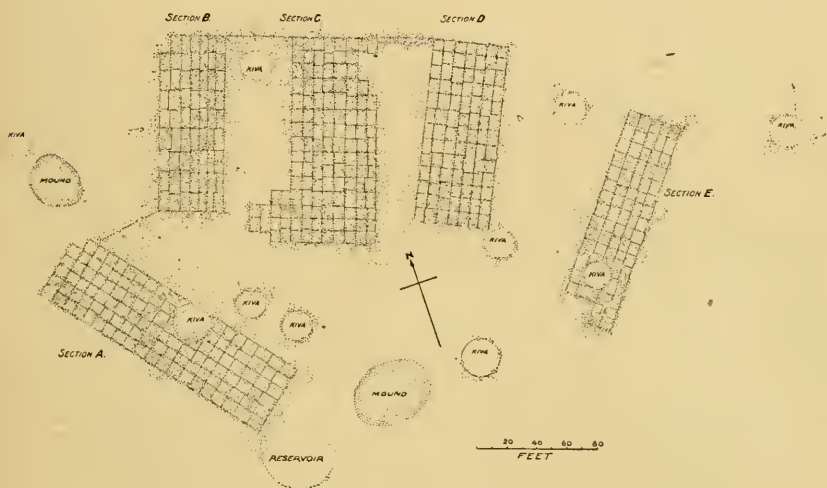 SECTION B.
SECTION C.
SECTION D
KIVA
KIVA
KIVA
KIVA
MOUND
SECTION E.
N
KIVA
KIVA
KIVA
KIVA
KIVA
SECTION A.
MOUND
20 40 60 80
FEET
RESERVOIR